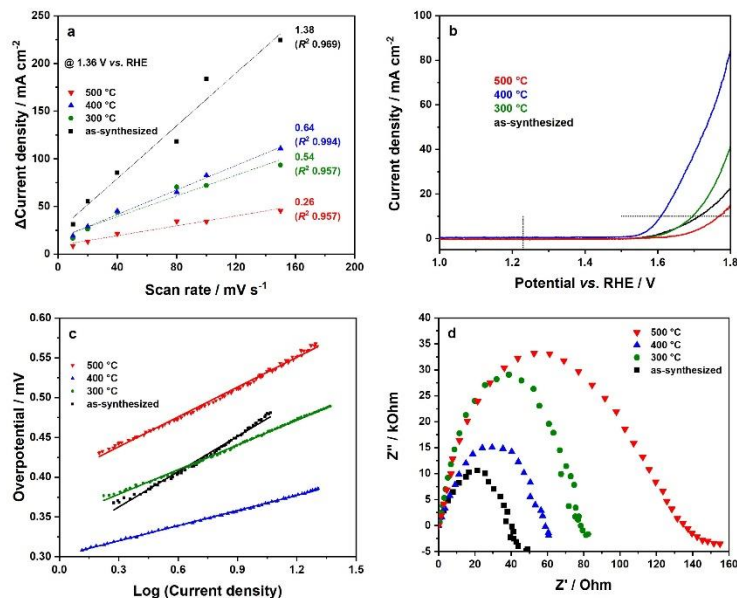 a
@ 1.36 V vs. RHE
500 °C
400 °C
300 °C
as-synthesized
1.38
(R² 0.969)
0.64
(R² 0.994)
0.54
(R² 0.957)
0.26
(R² 0.957)
250
200
150
100
50
0
0 40 80 120 160 200
ΔCurrent density / mA cm⁻²
Scan rate / mV s⁻¹
b
500 °C
400 °C
300 °C
as-synthesized
100
80
60
40
20
0
1.0 1.2 1.4 1.6 1.8
Current density / mA cm⁻²
Potential vs. RHE / V
c
500 °C
400 °C
300 °C
as-synthesized
0.60
0.55
0.50
0.45
0.40
0.35
0.30
0.0 0.3 0.6 0.9 1.2 1.5
Overpotential / mV
Log (Current density)
d
500 °C
400 °C
300 °C
as-synthesized
40
35
30
25
20
15
10
5
0
-5
0 20 40 60 80 100 120 140 160
Z'' / kOhm
Z' / Ohm